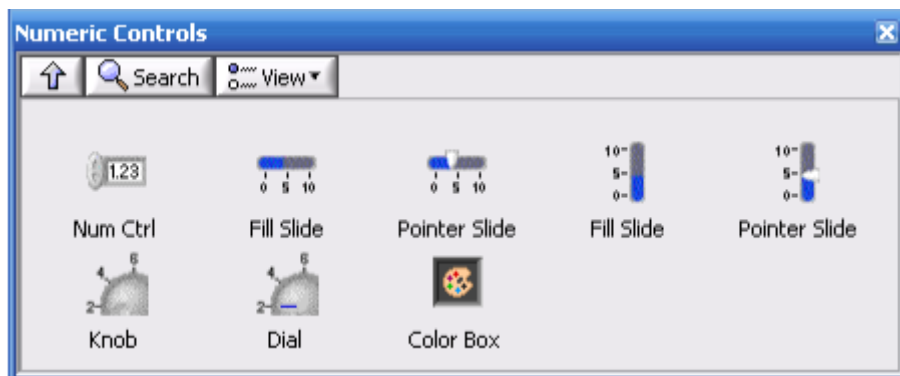 Numeric Controls
Search View
1.23
0 5 10
0 5 10
10
5
0
10
5
0
Num Ctrl Fill Slide Pointer Slide Fill Slide Pointer Slide
2 4 6
2 4 6
Knob Dial Color Box